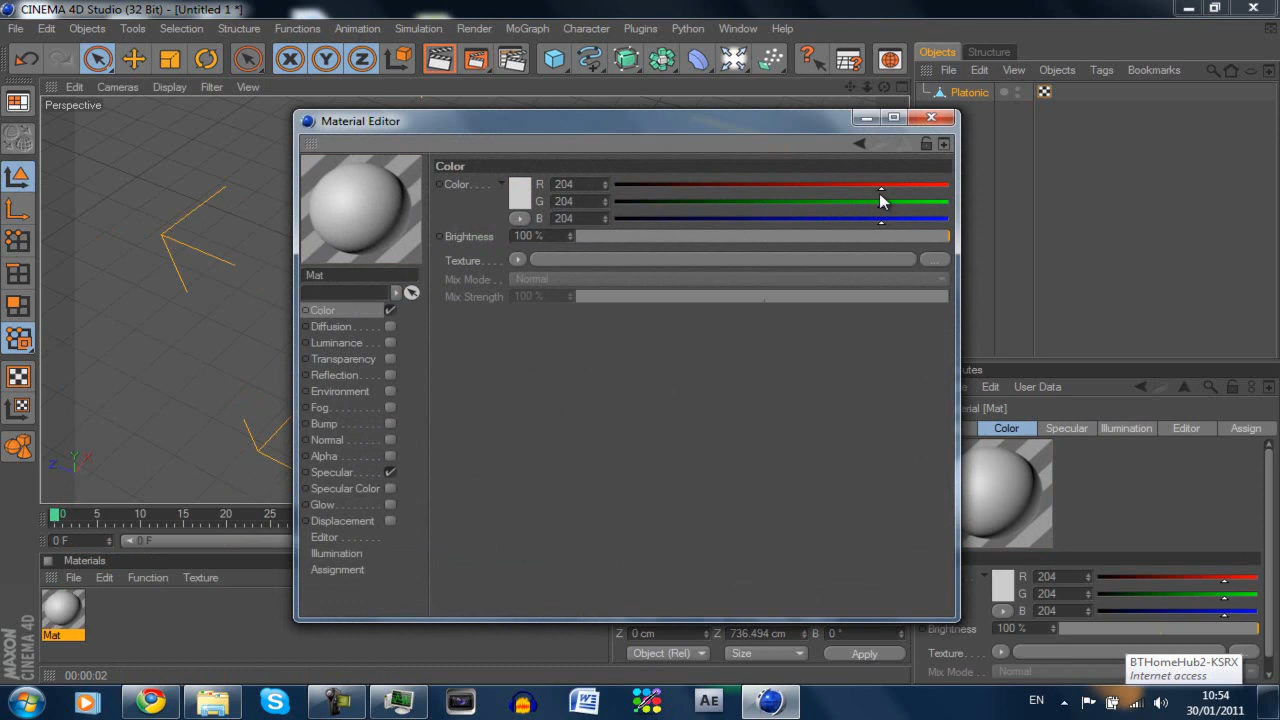 CINEMA 4D Studio (32 Bit) - [Untitled 1 *]
File Edit Objects Tools Selection Structure Functions Animation Simulation Render MoGraph Character Plugins Python Window Help
X Y Z
Objects Structure
File Edit View Objects Tags Bookmarks
Platonic
Edit Cameras Display Filter View
Perspective
Material Editor
Color
Color. . . . R 204
G 204
B 204
Brightness 100 %
Texture. . . . ...
Mix Mode . . Normal
Mix Strength 100 %
Mat
Color
Diffusion . . . . .
Luminance . . .
Transparency
Reflection. . . .
Environment
Fog. . . . . . . . .
Bump . . . . . .
Normal . . . . .
Alpha . . . . . .
Specular. . . . .
Specular Color
Glow. . . . . . .
Displacement
Editor . . . . . . .
Illumination
Assignment
Z Y X
0 5 10 15 20 25
0 F 0 F
Materials
File Edit Function Texture
Mat
00:00:02
MAXON CINEMA 4D
Z 0 cm 736.494 cm B 0 °
Object (Rel) Size Apply
utes
Edit User Data
rial [Mat]
Color Specular Illumination Editor Assign
R 204
G 204
B 204
Brightness 100 %
Texture. . . .
Mix Mode . . Normal
BTHomeHub2-KSRX
Internet access
AE
EN
10:54
30/01/2011